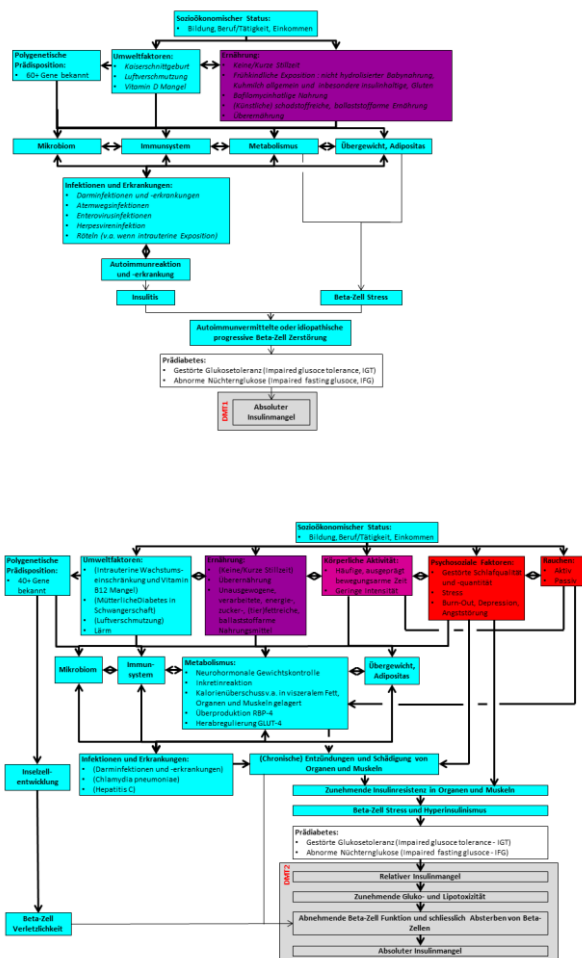 Sozioökonomischer Status:
• Bildung, Beruf/Tätigkeit, Einkommen
Polygenetische
Prädisposition:
• 60+ Gene bekannt
Umweltfaktoren:
• Kaiserschnittgeburt
• Luftverschmutzung
• Vitamin D Mangel
Ernährung:
• Keine/Kurze Stillzeit
• Frühkindliche Exposition: nicht hydrolisierter Babynahrung,
Kuhmilch allgemein und inbesondere insulinhaltige, Gluten
• Bafilomycinhaltige Nahrung
• (Künstliche) schadstoffreiche, ballaststoffarme Ernährung
• Überernährung
Mikrobiom
Immunsystem
Metabolismus
Übergewicht, Adipositas
Infektionen und Erkrankungen:
• Darminfektionen und -erkrankungen
• Atemwegsinfektionen
• Enterovirusinfektionen
• Herpesvireninfektion
• Röteln (v.a. wenn intrauterine Exposition)
Autoimmunreaktion
und -erkrankung
Insulitis
Beta-Zell Stress
Autoimmunvermittelte oder idiopathische
progressive Beta-Zell Zerstörung
Prädiabetes:
• Gestörte Glukosetoleranz (Impaired glusoce tolerance, IGT)
• Abnorme Nüchternglukose (Impaired fasting glusoce, IFG)
DMT1
Absoluter
Insulinmangel
Sozioökonomischer Status:
• Bildung, Beruf/Tätigkeit, Einkommen
Polygenetische
Prädisposition:
• 40+ Gene
bekannt
Umweltfaktoren:
• (Intrauterine Wachstums-
einschränkung und Vitamin
B12 Mangel)
• (Mütterliche Diabetes in
Schwangerschaft)
• (Luftverschmutzung)
• Lärm
Ernährung:
• (Keine/Kurze Stillzeit)
• Überernährung
• Unausgewogene,
verarbeitete, energie-,
zucker-, (tier)fettreiche,
ballaststoffarme
Nahrungsmittel
Körperliche Aktivität:
• Häufige, ausgeprägt
bewegungsarme Zeit
• Geringe Intensität
Psychosoziale Faktoren:
• Gestörte Schlafqualität
und -quantität
• Stress
• Burn-Out, Depression,
Angststörung
Rauchen:
• Aktiv
• Passiv
Mikrobiom
Immun-
system
Metabolismus:
• Neurohormonale Gewichtskontrolle
• Inkretinreaktion
• Kalorienüberschuss v.a. in viszeralem Fett,
Organen und Muskeln gelagert
• Überproduktion RBP-4
• Herabregulierung GLUT-4
Übergewicht,
Adipositas
Inselzell-
entwicklung
Infektionen und Erkrankungen:
• (Darminfektionen und -erkrankungen)
• (Chlamydia pneumoniae)
• (Hepatitis C)
(Chronische) Entzündungen und Schädigung von
Organen und Muskeln
Zunehmende Insulinresistenz in Organen und Muskeln
Beta-Zell Stress und Hyperinsulinismus
Prädiabetes:
• Gestörte Glukosetoleranz (Impaired glusoce tolerance - IGT)
• Abnorme Nüchternglukose (Impaired fasting glusoce - IFG)
DMT2
Relativer Insulinmangel
Zunehmende Gluko- und Lipotoxizität
Beta-Zell
Verletzlichkeit
Abnehmende Beta-Zell Funktion und schliesslich Absterben von Beta-
Zellen
Absoluter Insulinmangel